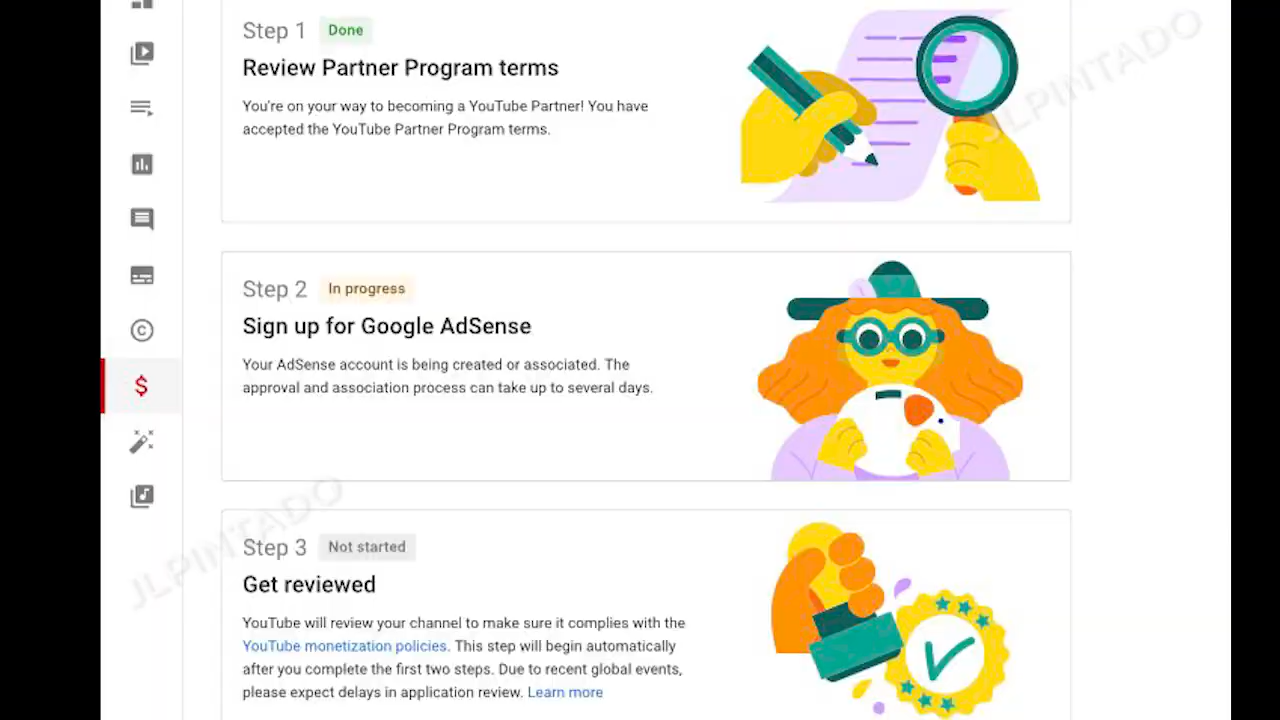 Step 1 Done
Review Partner Program terms
You're on your way to becoming a YouTube Partner! You have
accepted the YouTube Partner Program terms.
JLPINTADO
Step 2 In progress
Sign up for Google AdSense
Your AdSense account is being created or associated. The
approval and association process can take up to several days.
JLPINTADO
Step 3 Not started
Get reviewed
YouTube will review your channel to make sure it complies with the
YouTube monetization policies. This step will begin automatically
after you complete the first two steps. Due to recent global events,
please expect delays in application review. Learn more